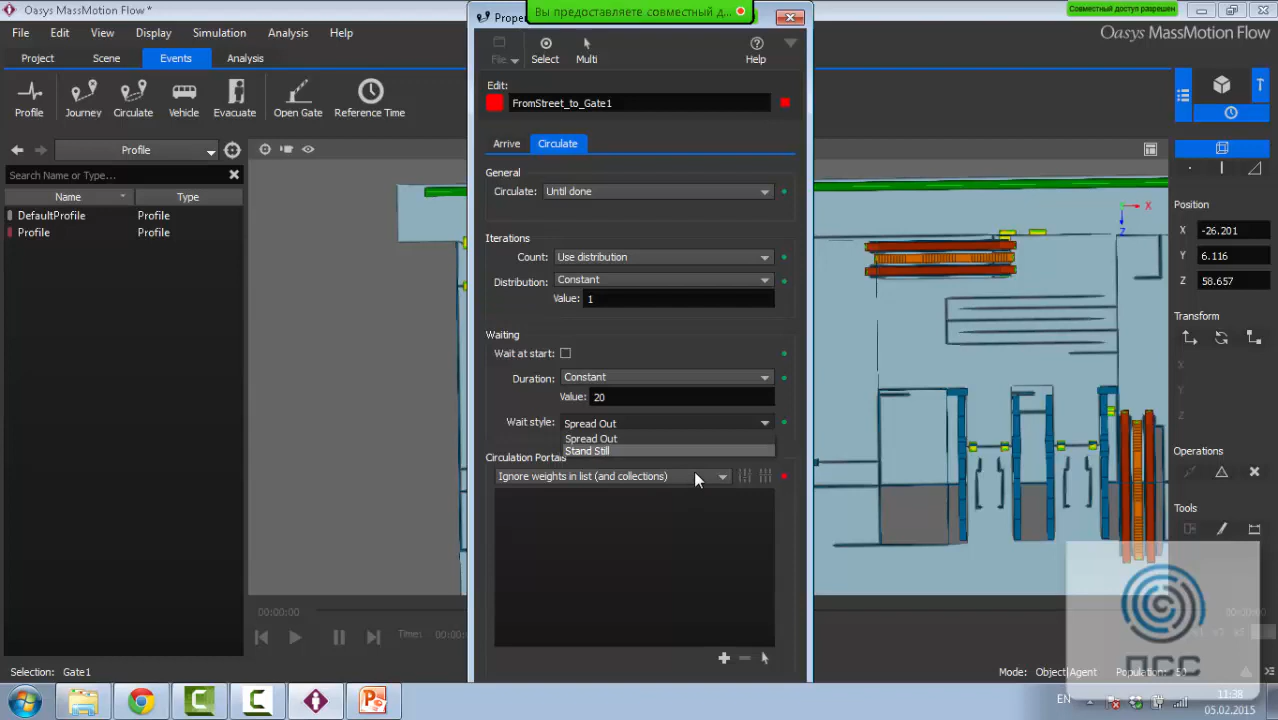 Oasys MassMotion Flow *
Proper
Вы предоставляете совместный д...
Совместный доступ разрешен
File Edit View Display Simulation Analysis Help
Oasys MassMotion Flow
Project Scene Events Analysis
File Select Multi Help
Profile Journey Circulate Vehicle Evacuate Open Gate Reference Time
Edit:
FromStreet_to_Gate1
Profile
Arrive Circulate
Search Name or Type...
General
Name Type
Circulate: Until done
DefaultProfile Profile
Profile Profile
Iterations
Count: Use distribution
Distribution: Constant
Value: 1
Waiting
Wait at start:
Duration: Constant
Value: 20
Wait style: Spread Out
Spread Out
Stand Still
Circulation Portals
Ignore weights in list (and collections)
X
Z
Position
X -26.201
Y 6.116
Z 58.657
Transform
X
Y
Z
Operations
Tools
00:00:00
Time:
Selection: Gate1
Mode: Object|Agent
ПСС
EN
11:38
05.02.2015